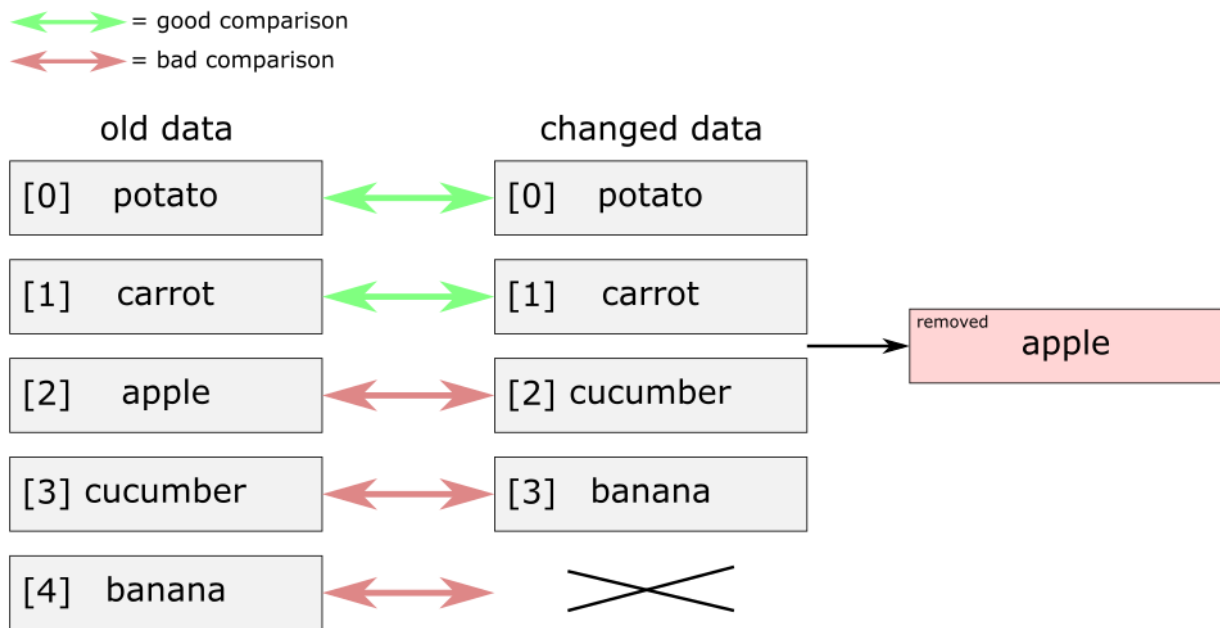 = good comparison
= bad comparison
old data
changed data
[0] potato
[0] potato
[1] carrot
[1] carrot
removed
apple
[2] apple
[2] cucumber
[3] cucumber
[3] banana
[4] banana